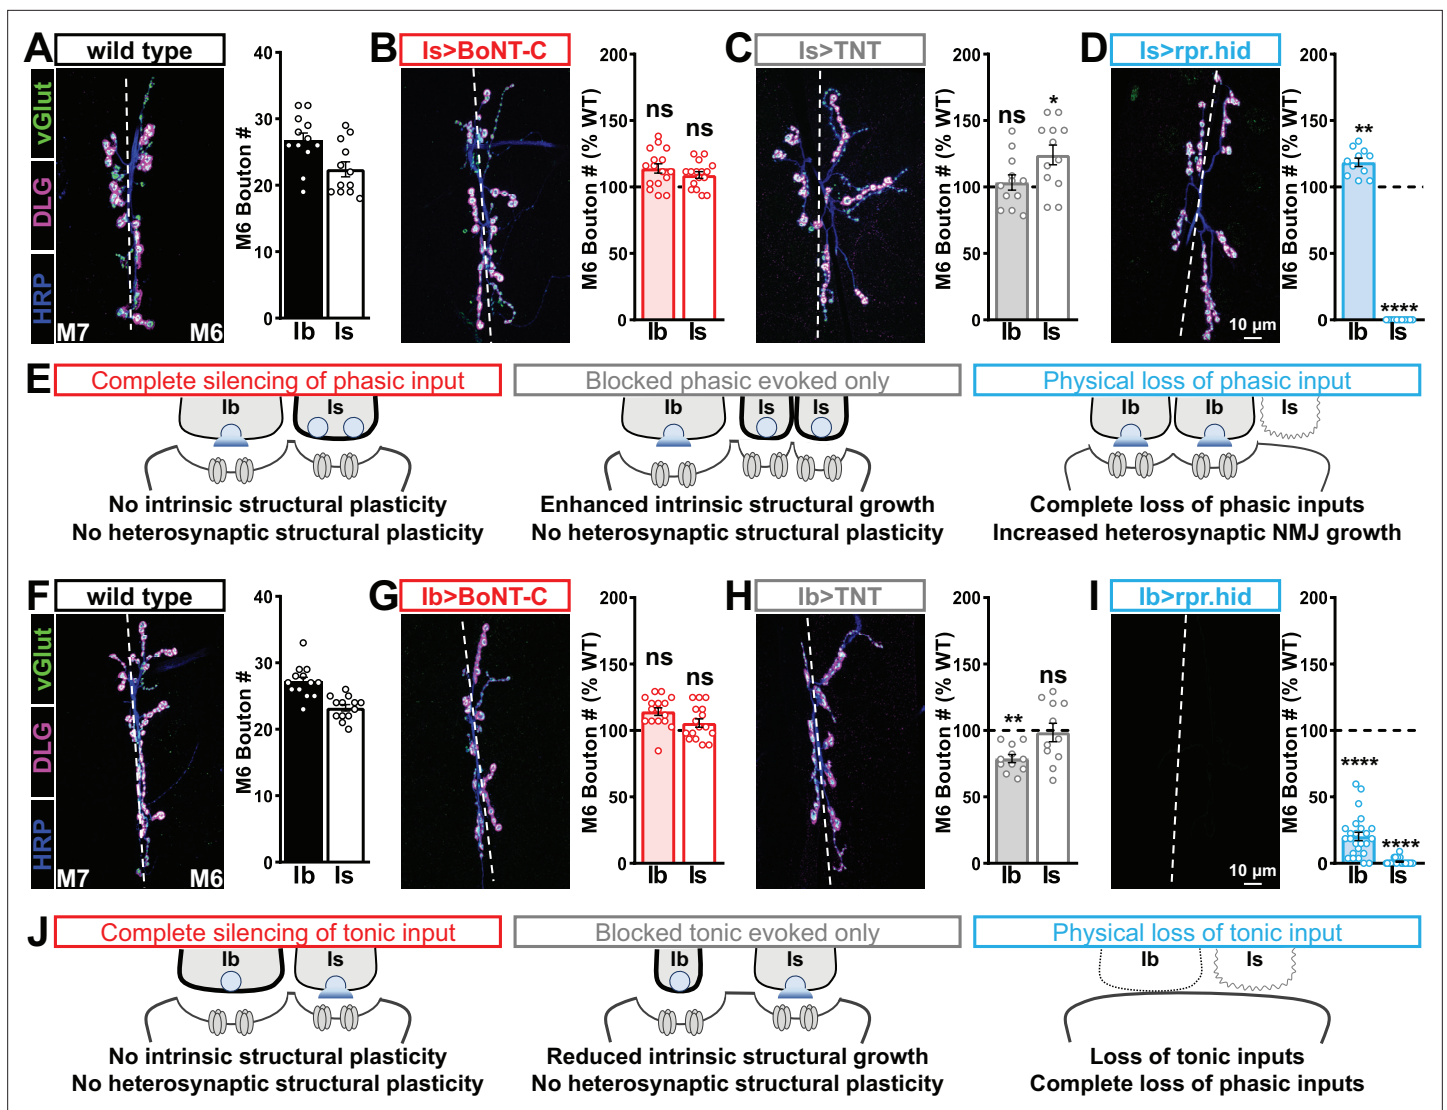 A
wild type
vGlut
DLG
HRP
M7
M6
M6 Bouton #
40
30
20
10
0
Ib
Is
B
Is>BoNT-C
M6 Bouton # (% WT)
200
150
100
50
0
ns
ns
Ib
Is
C
Is>TNT
M6 Bouton # (% WT)
200
150
100
50
0
ns
*
Ib
Is
D
Is>rpr.hid
10 µm
M6 Bouton # (% WT)
200
150
100
50
0
**
****
Ib
Is
E
Complete silencing of phasic input
Ib
Is
No intrinsic structural plasticity
No heterosynaptic structural plasticity
Blocked phasic evoked only
Ib
Is
Is
Enhanced intrinsic structural growth
No heterosynaptic structural plasticity
Physical loss of phasic input
Ib
Ib
Is
Complete loss of phasic inputs
Increased heterosynaptic NMJ growth
F
wild type
vGlut
DLG
HRP
M7
M6
M6 Bouton #
40
30
20
10
0
Ib
Is
G
Ib>BoNT-C
M6 Bouton # (% WT)
200
150
100
50
0
ns
ns
Ib
Is
H
Ib>TNT
M6 Bouton # (% WT)
200
150
100
50
0
**
ns
Ib
Is
I
Ib>rpr.hid
10 µm
M6 Bouton # (% WT)
200
150
100
50
0
****
****
Ib
Is
J
Complete silencing of tonic input
Ib
Is
No intrinsic structural plasticity
No heterosynaptic structural plasticity
Blocked tonic evoked only
Ib
Is
Reduced intrinsic structural growth
No heterosynaptic structural plasticity
Physical loss of tonic input
Ib
Is
Loss of tonic inputs
Complete loss of phasic inputs